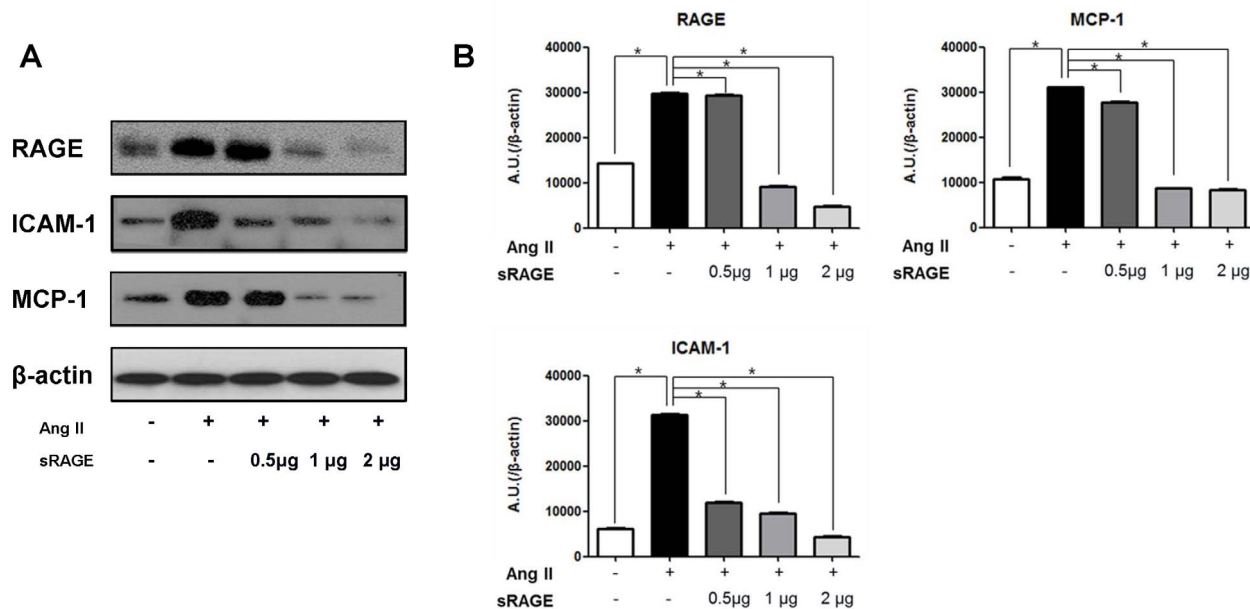 A
RAGE
ICAM-1
MCP-1
β-actin
Ang II - + + + +
sRAGE - - 0.5µg 1 µg 2 µg
B
RAGE
* * * *
A.U.(/β-actin)
40000
30000
20000
10000
0
Ang II - + + + +
sRAGE - - 0.5µg 1 µg 2 µg
MCP-1
* * * *
A.U.(/β-actin)
40000
30000
20000
10000
0
Ang II - + + + +
sRAGE - - 0.5µg 1 µg 2 µg
ICAM-1
* * * *
A.U.(/β-actin)
40000
30000
20000
10000
0
Ang II - + + + +
sRAGE - - 0.5µg 1 µg 2 µg